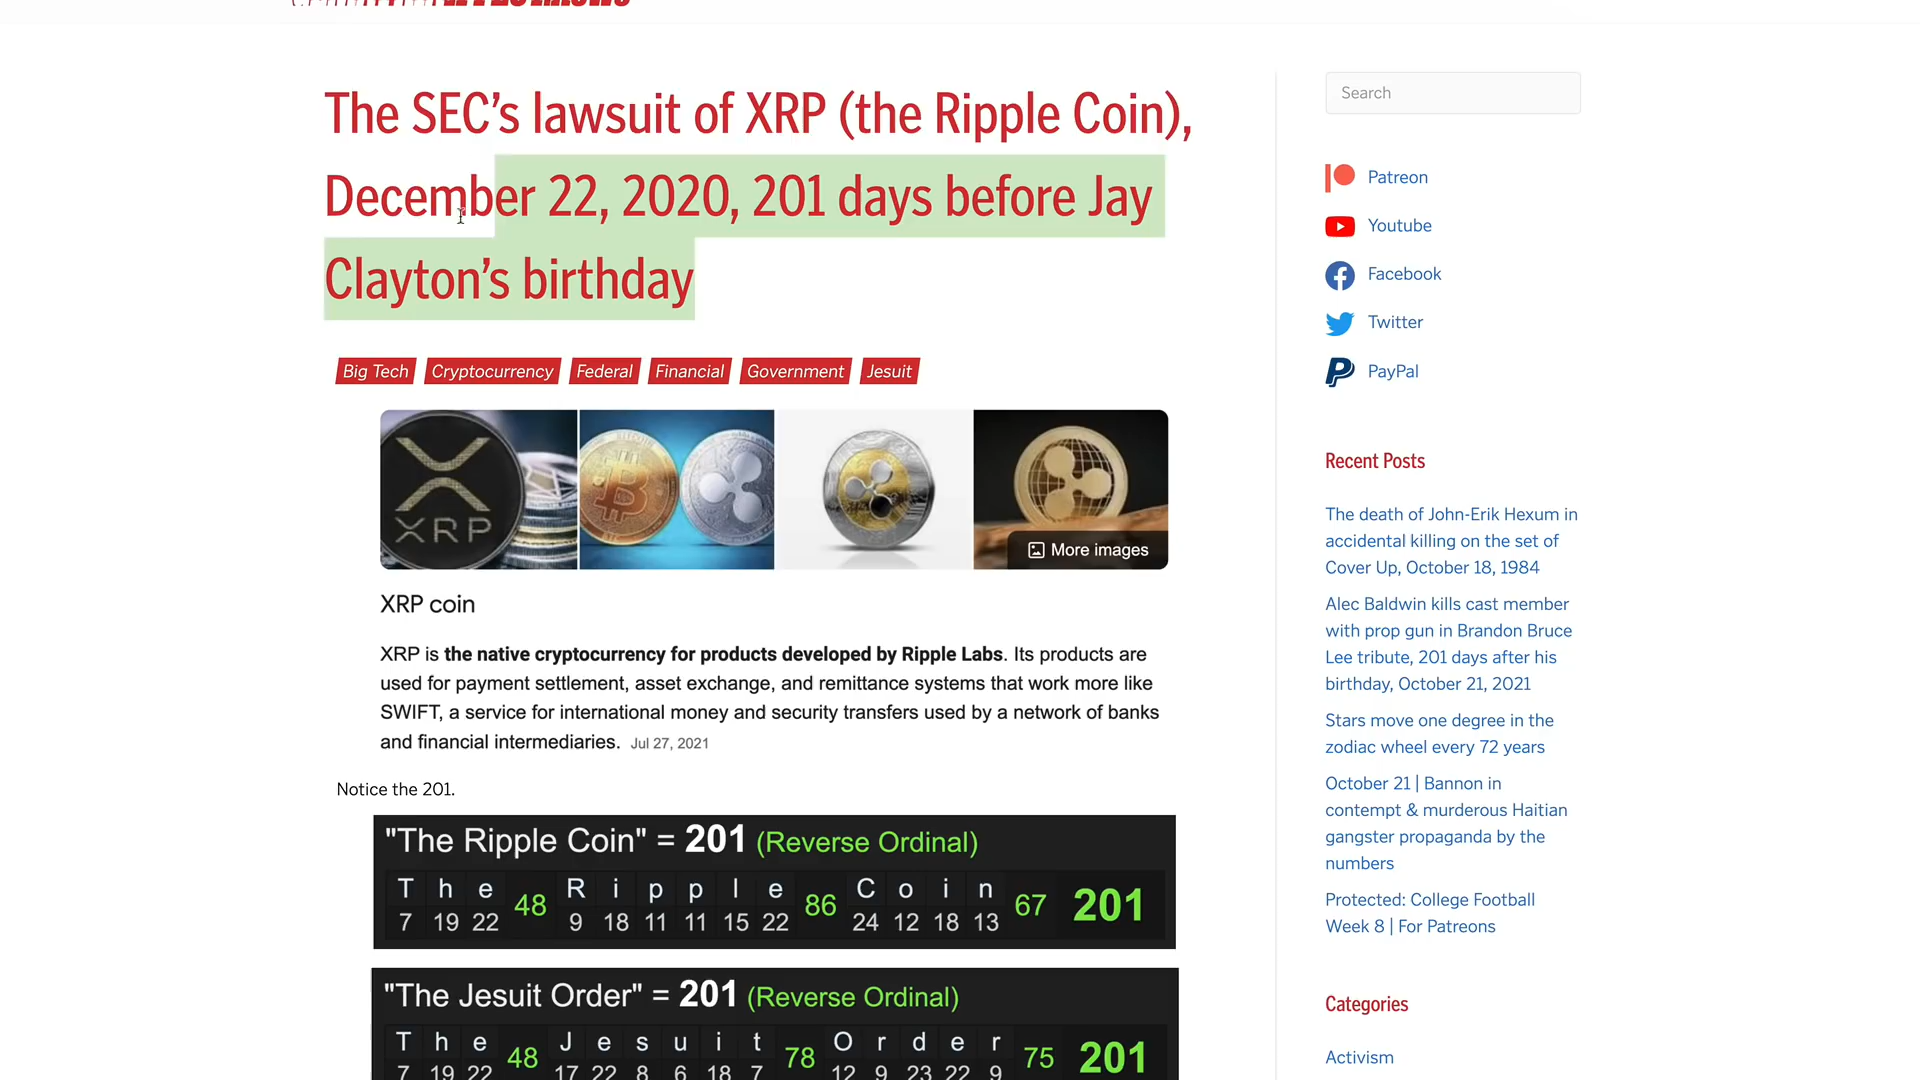 The SEC’s lawsuit of XRP (the Ripple Coin),
December 22, 2020, 201 days before Jay
Clayton’s birthday
Big Tech Cryptocurrency Federal Financial Government Jesuit
XRP
More images
XRP coin
XRP is the native cryptocurrency for products developed by Ripple Labs. Its products are
used for payment settlement, asset exchange, and remittance systems that work more like
SWIFT, a service for international money and security transfers used by a network of banks
and financial intermediaries. Jul 27, 2021
Notice the 201.
"The Ripple Coin" = 201 (Reverse Ordinal)
T h e 48 R i p p l e 86 C o i n 67 201
7 19 22 9 18 11 11 15 22 24 12 18 13
"The Jesuit Order" = 201 (Reverse Ordinal)
T h e 48 J e s u i t 78 O r d e r 75 201
7 19 22 17 22 8 6 18 7 12 9 23 22 9
Search
Patreon
Youtube
Facebook
Twitter
PayPal
Recent Posts
The death of John-Erik Hexum in
accidental killing on the set of
Cover Up, October 18, 1984
Alec Baldwin kills cast member
with prop gun in Brandon Bruce
Lee tribute, 201 days after his
birthday, October 21, 2021
Stars move one degree in the
zodiac wheel every 72 years
October 21 | Bannon in
contempt & murderous Haitian
gangster propaganda by the
numbers
Protected: College Football
Week 8 | For Patreons
Categories
Activism